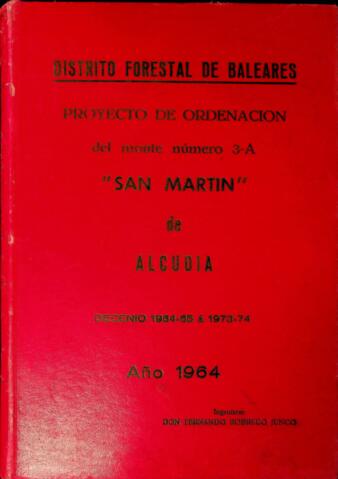 DISTRITO FORESTAL DE BALEARES
PROYECTO DE ORDENACION
del monte número 3-A
"SAN MARTIN"
de
ALCUDIA
DECENIO 1964-65 a 1973-74
Año 1964
Ingeniero:
DON FERNANDO JUNCO